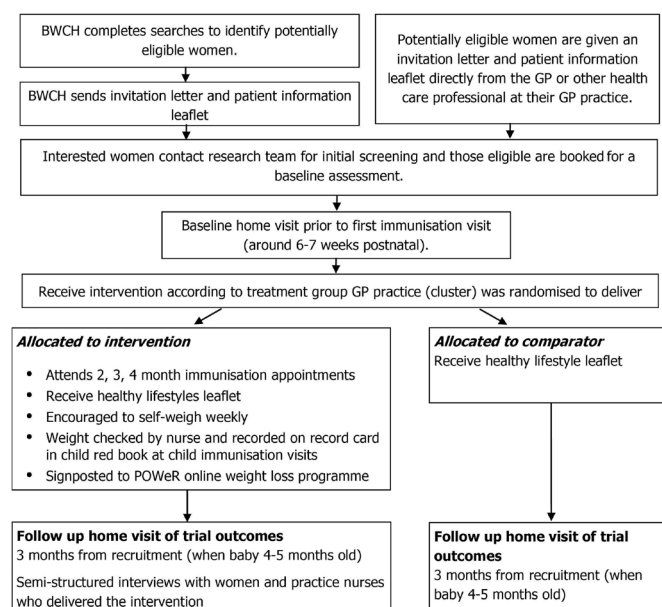 BWCH completes searches to identify potentially
eligible women.
Potentially eligible women are given an
invitation letter and patient information
leaflet directly from the GP or other health
care professional at their GP practice.
BWCH sends invitation letter and patient information
leaflet
Interested women contact research team for initial screening and those eligible are booked for a
baseline assessment.
Baseline home visit prior to first immunisation visit
(around 6-7 weeks postnatal).
Receive intervention according to treatment group GP practice (cluster) was randomised to deliver
Allocated to intervention
• Attends 2, 3, 4 month immunisation appointments
• Receive healthy lifestyles leaflet
• Encouraged to self-weigh weekly
• Weight checked by nurse and recorded on record card
in child red book at child immunisation visits
• Signposted to POWeR online weight loss programme
Allocated to comparator
Receive healthy lifestyle leaflet
Follow up home visit of trial outcomes
3 months from recruitment (when baby 4-5 months old)
Semi-structured interviews with women and practice nurses
who delivered the intervention
Follow up home visit of trial
outcomes
3 months from recruitment (when
baby 4-5 months old)